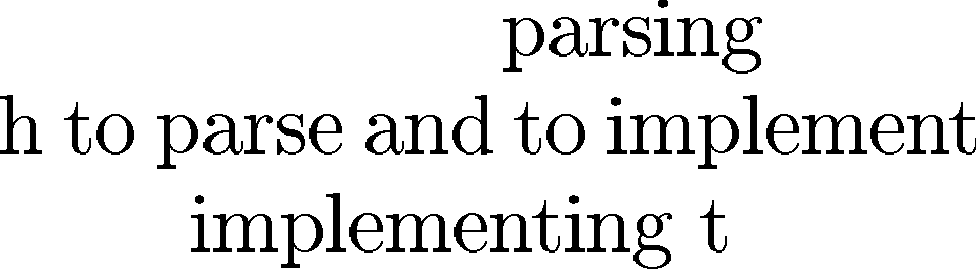 parsing
h to parse and to implement
implementing t